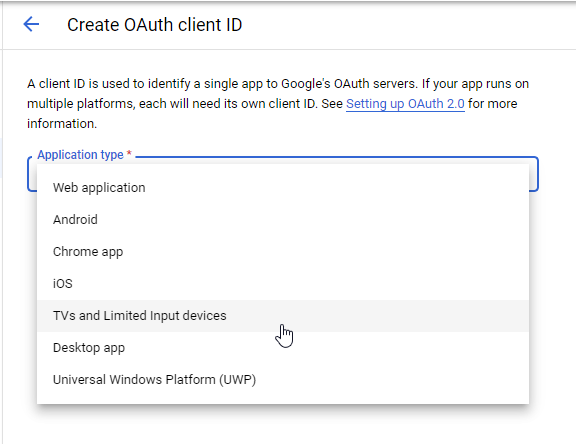 Create OAuth client ID
A client ID is used to identify a single app to Google's OAuth servers. If your app runs on
multiple platforms, each will need its own client ID. See Setting up OAuth 2.0 for more
information.
Application type *
Web application
Android
Chrome app
iOS
TVs and Limited Input devices
Desktop app
Universal Windows Platform (UWP)